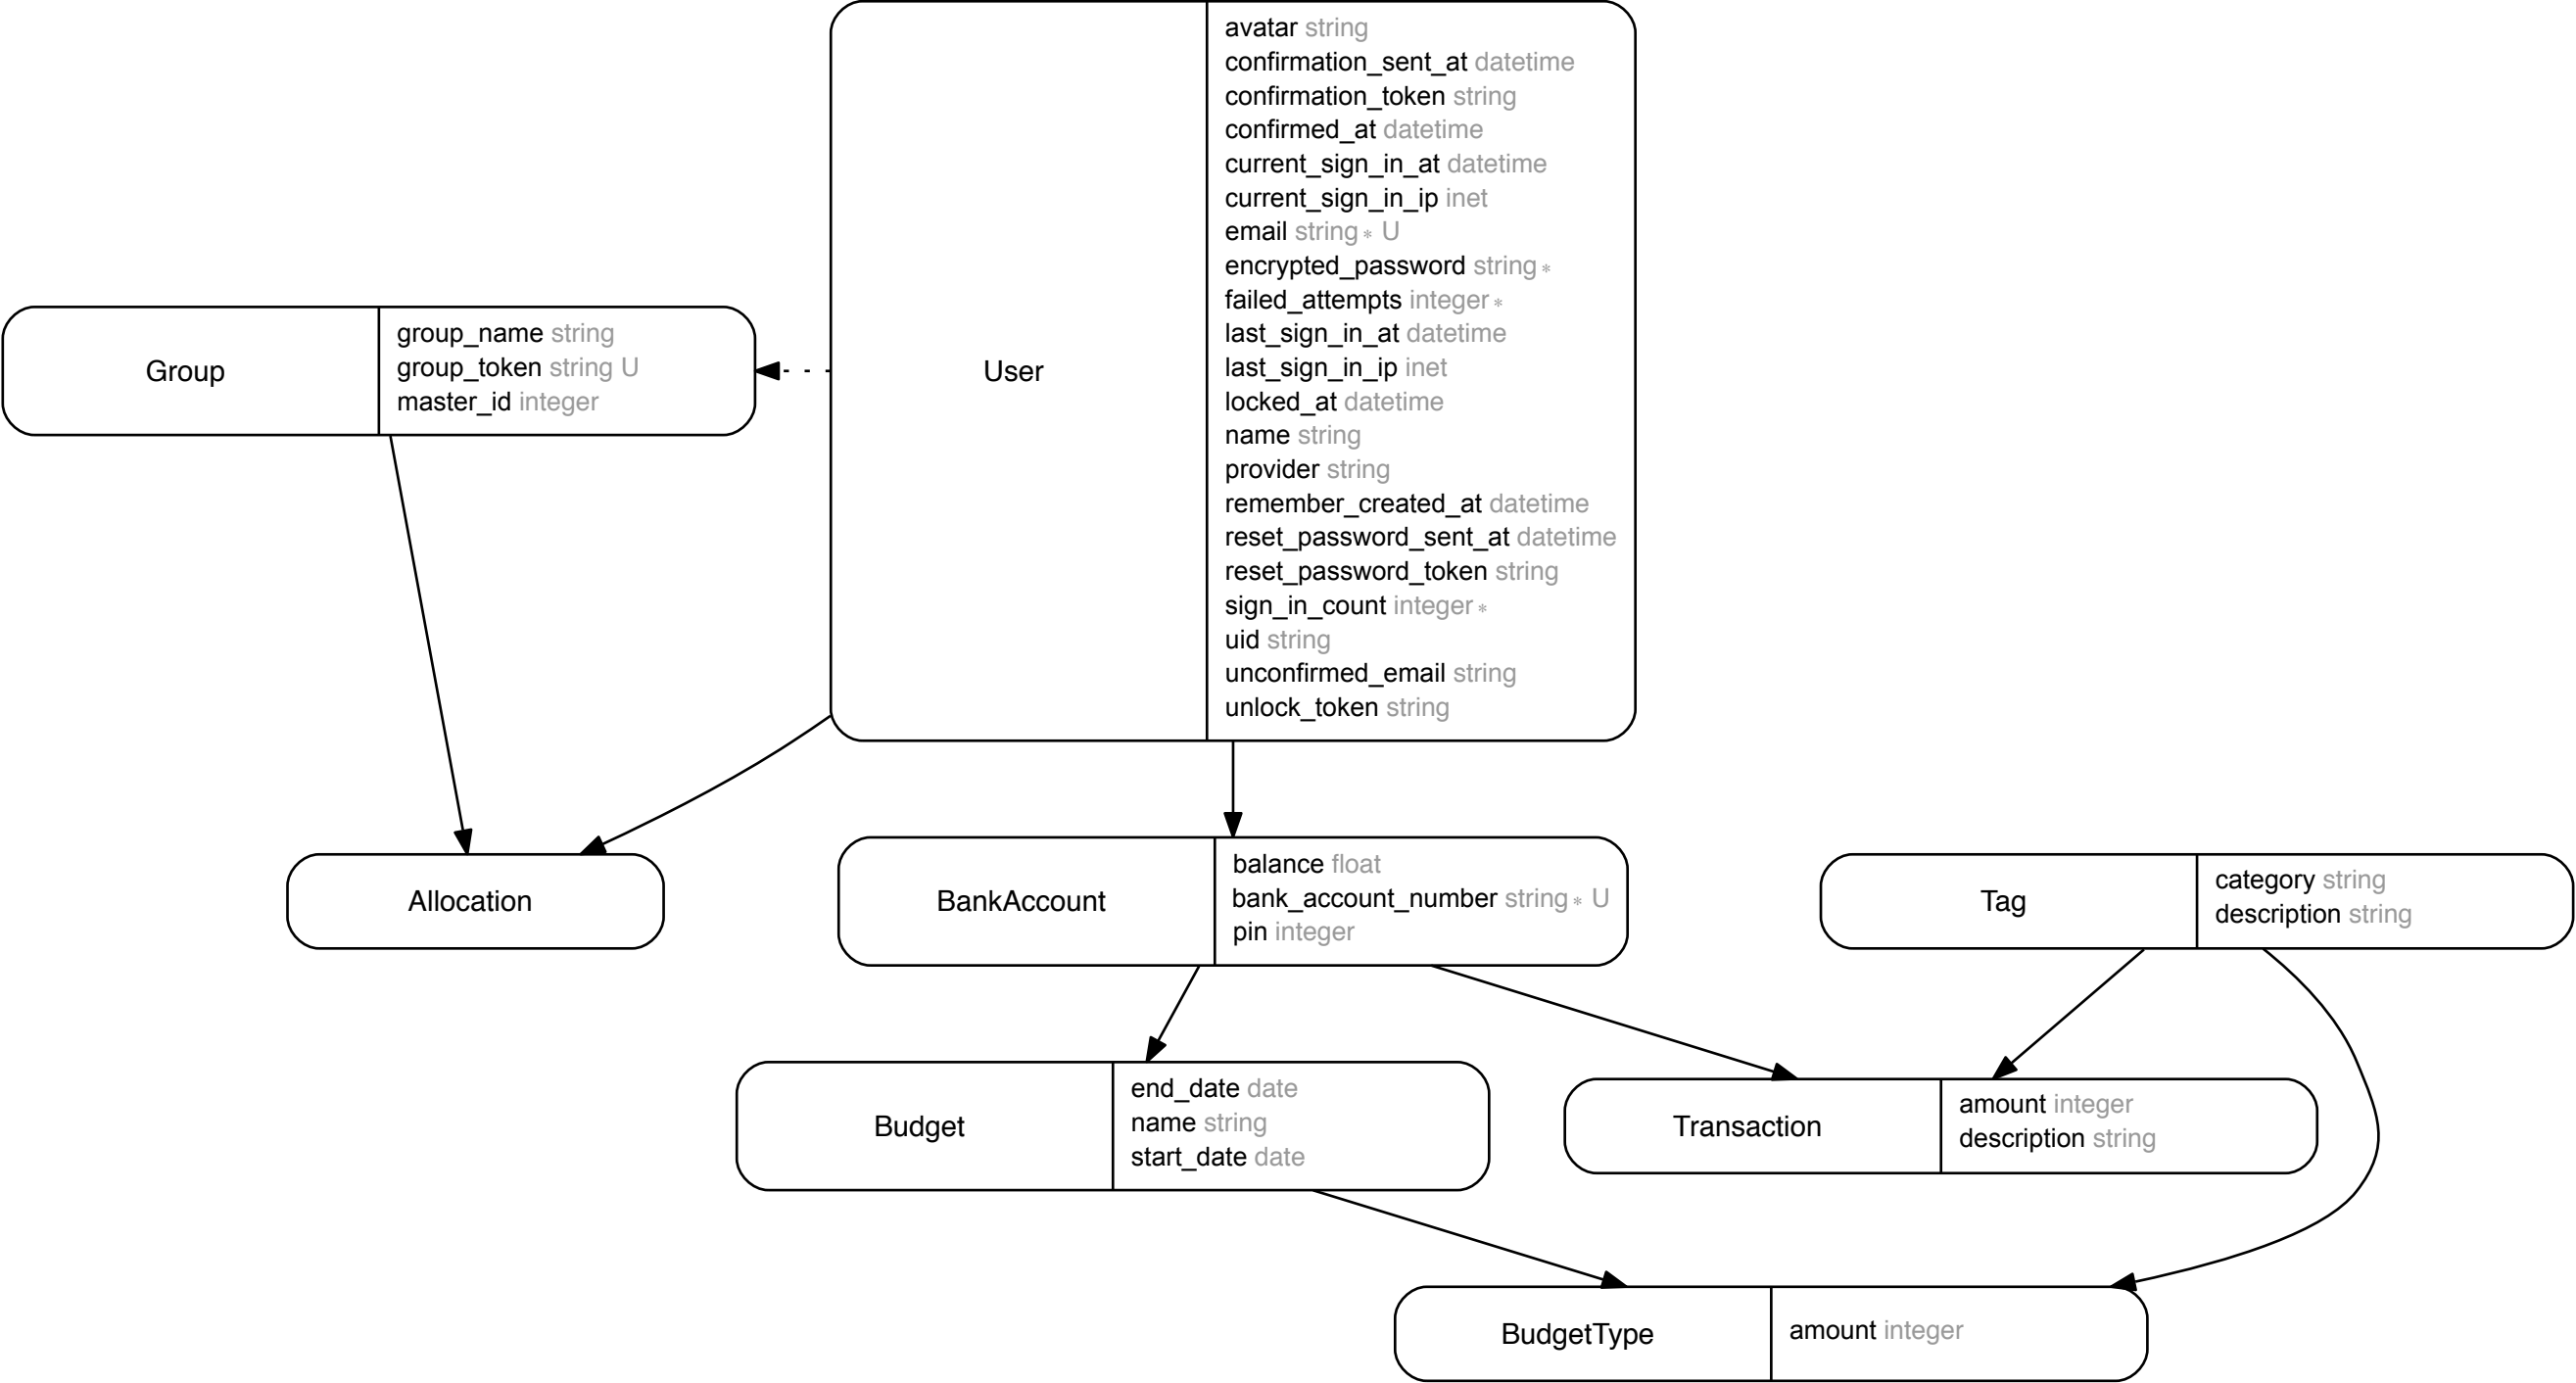 User
avatar string
confirmation_sent_at datetime
confirmation_token string
confirmed_at datetime
current_sign_in_at datetime
current_sign_in_ip inet
email string∗ U
encrypted_password string∗
failed_attempts integer∗
last_sign_in_at datetime
last_sign_in_ip inet
locked_at datetime
name string
provider string
remember_created_at datetime
reset_password_sent_at datetime
reset_password_token string
sign_in_count integer∗
uid string
unconfirmed_email string
unlock_token string
Group
group_name string
group_token string U
master_id integer
Allocation
BankAccount
balance float
bank_account_number string∗ U
pin integer
Tag
category string
description string
Budget
end_date date
name string
start_date date
Transaction
amount integer
description string
BudgetType
amount integer